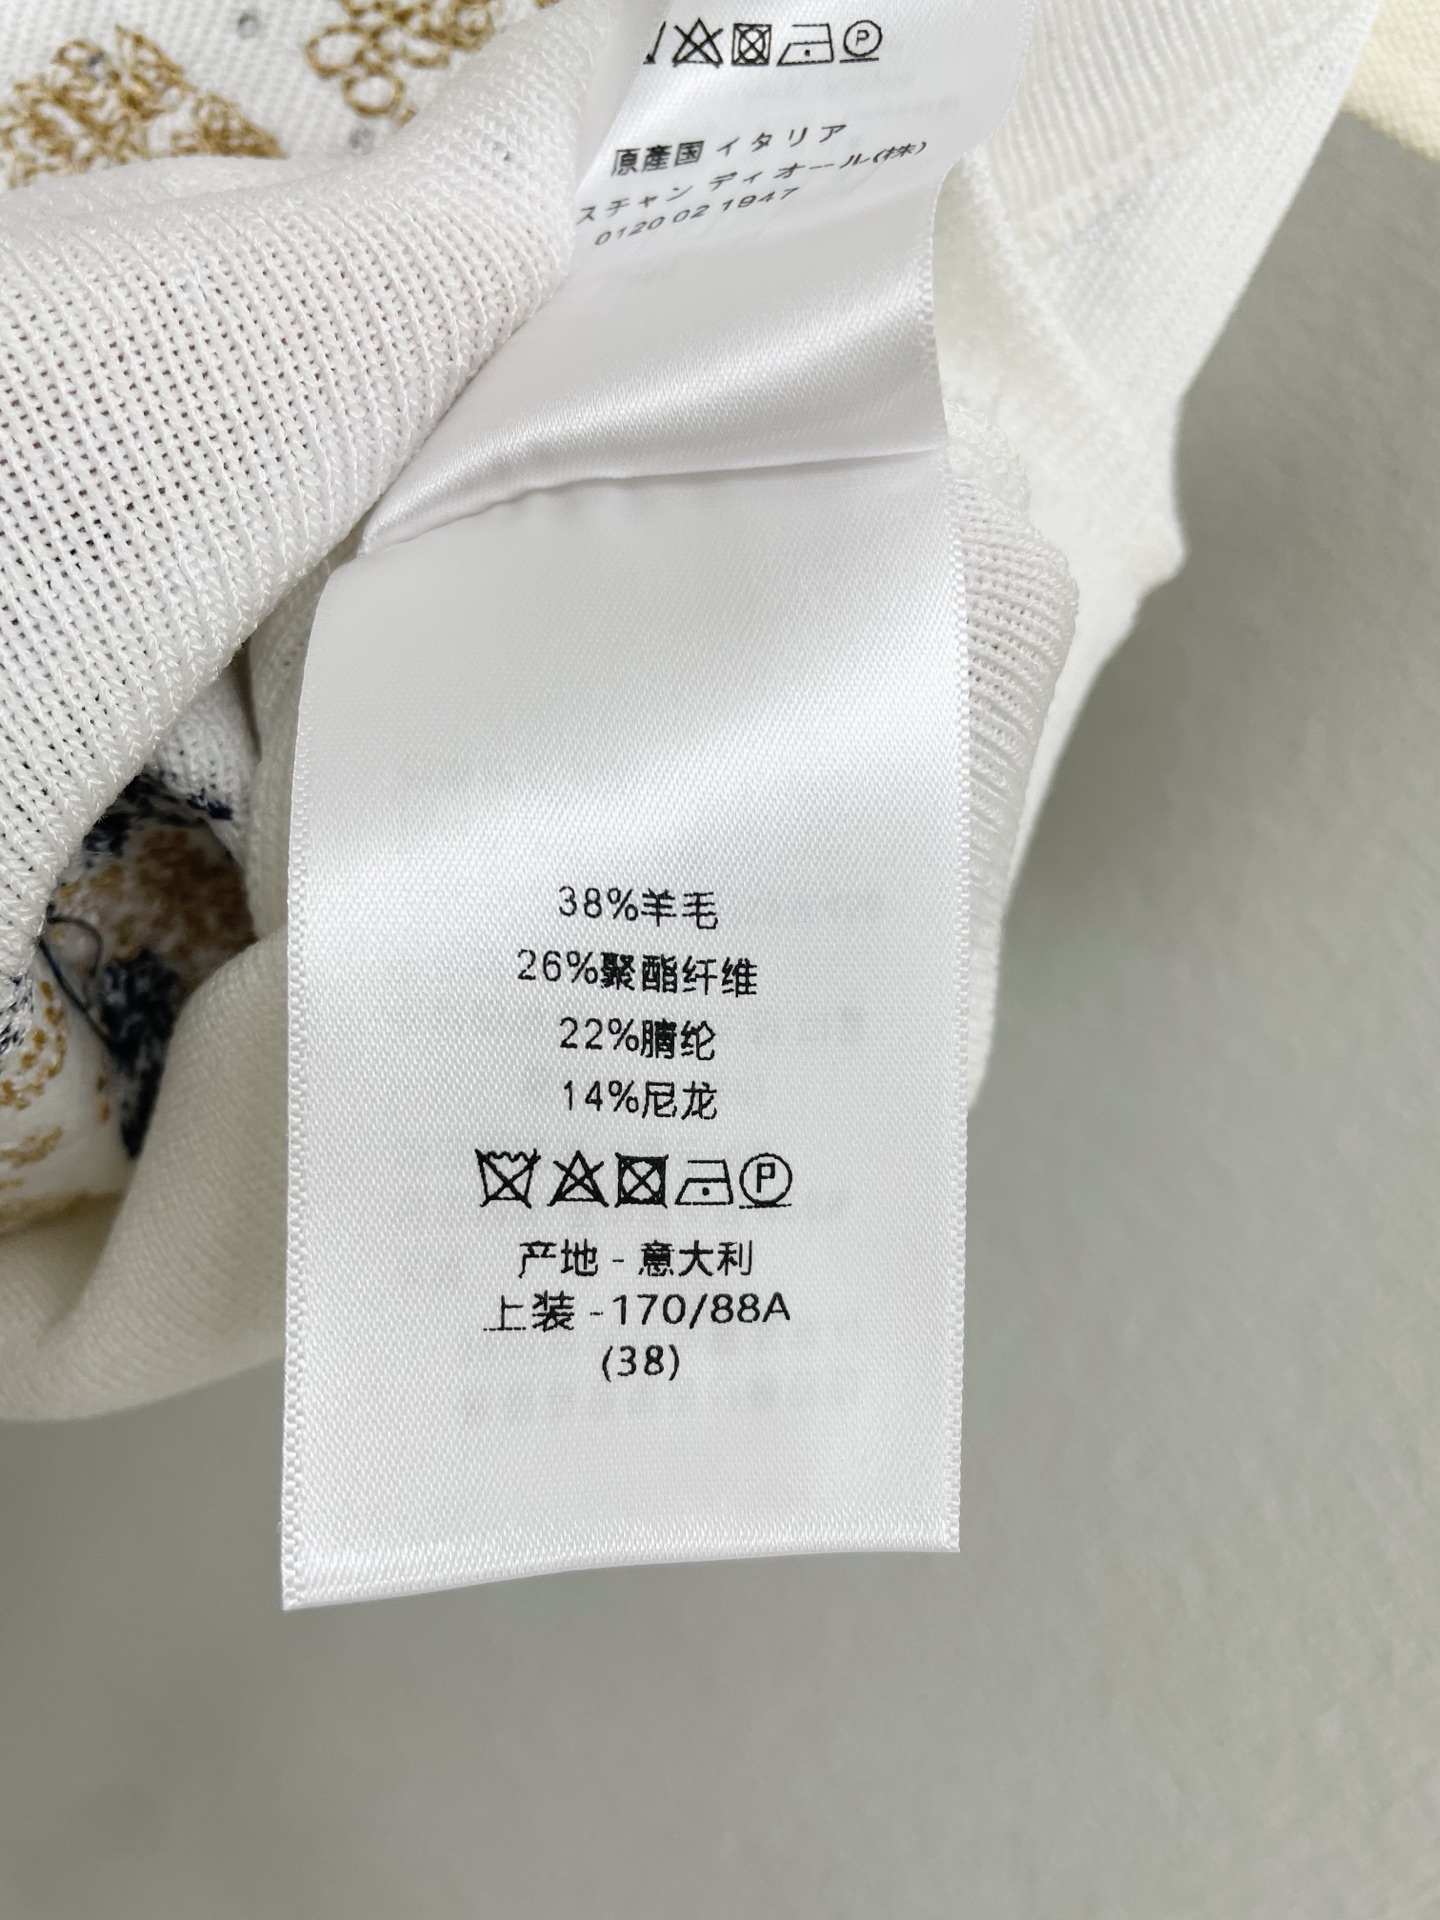 原産国 イタリア
スチャン ディオール(株)
0120 02 1947
38%羊毛
26%聚酯纤维
22%腈纶
14%尼龙
产地 - 意大利
上装 -170/88A
(38)